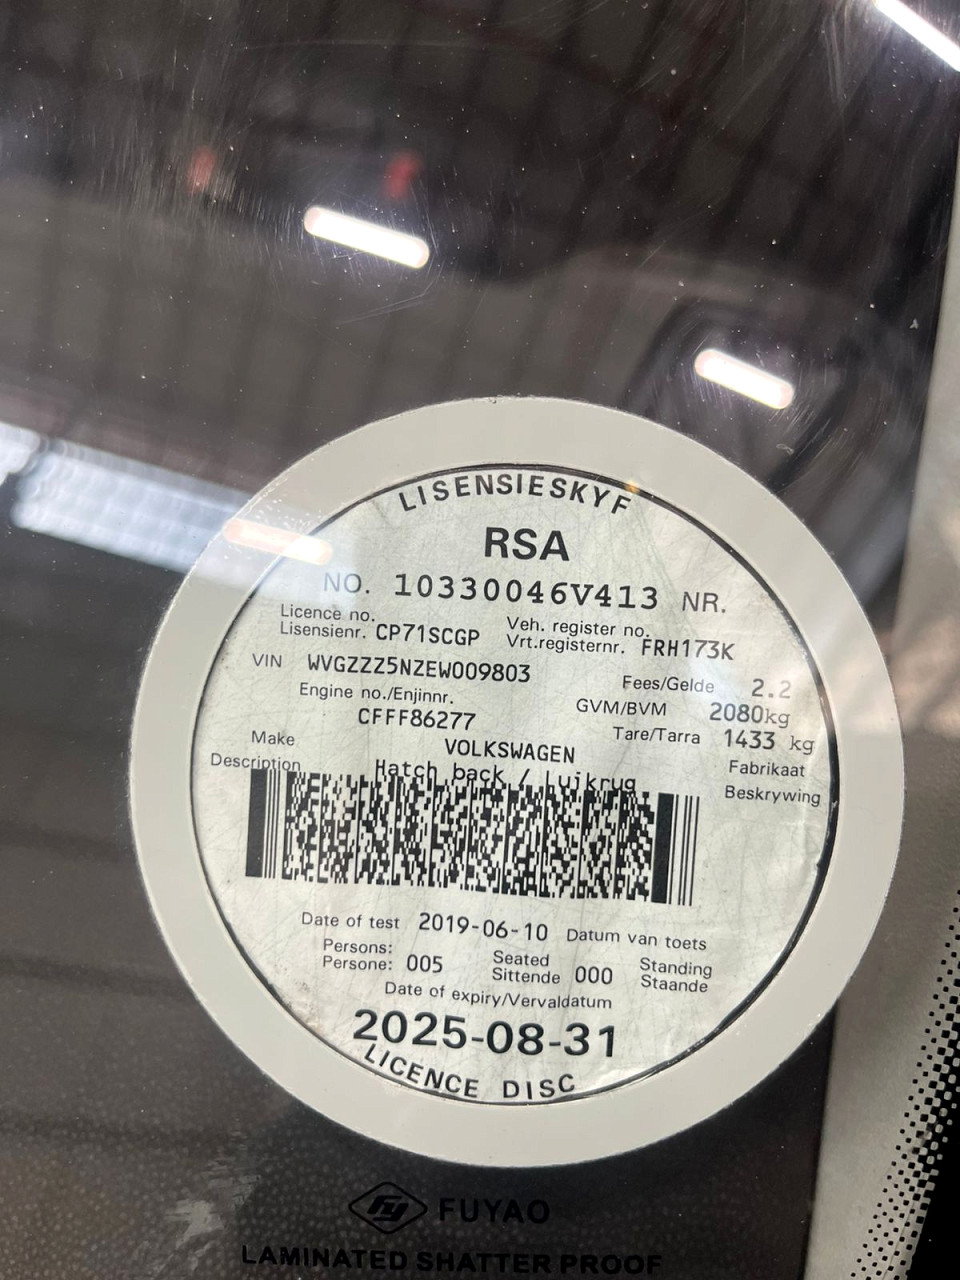 LISENSIESKYF
RSA
NO. 10330046V413 NR.
Licence no. Veh. register no.
Lisensienr. CP71SCGP Vrt.registernr. FRH173K
VIN WVGZZZ5NZEW009803 Fees/Gelde 2.2
Engine no./Enjinnr. GVM/BVM 2080kg
CFFF86277 Tare/Tarra 1433 kg
Make VOLKSWAGEN Fabrikaat
Description Hatch back / Luikrug Beskrywing
Date of test 2019-06-10 Datum van toets
Persons: Seated Standing
Persone: 005 Sittende 000 Staande
Date of expiry/Vervaldatum
2025-08-31
LICENCE DISC
fy FUYAO
LAMINATED SHATTER PROOF